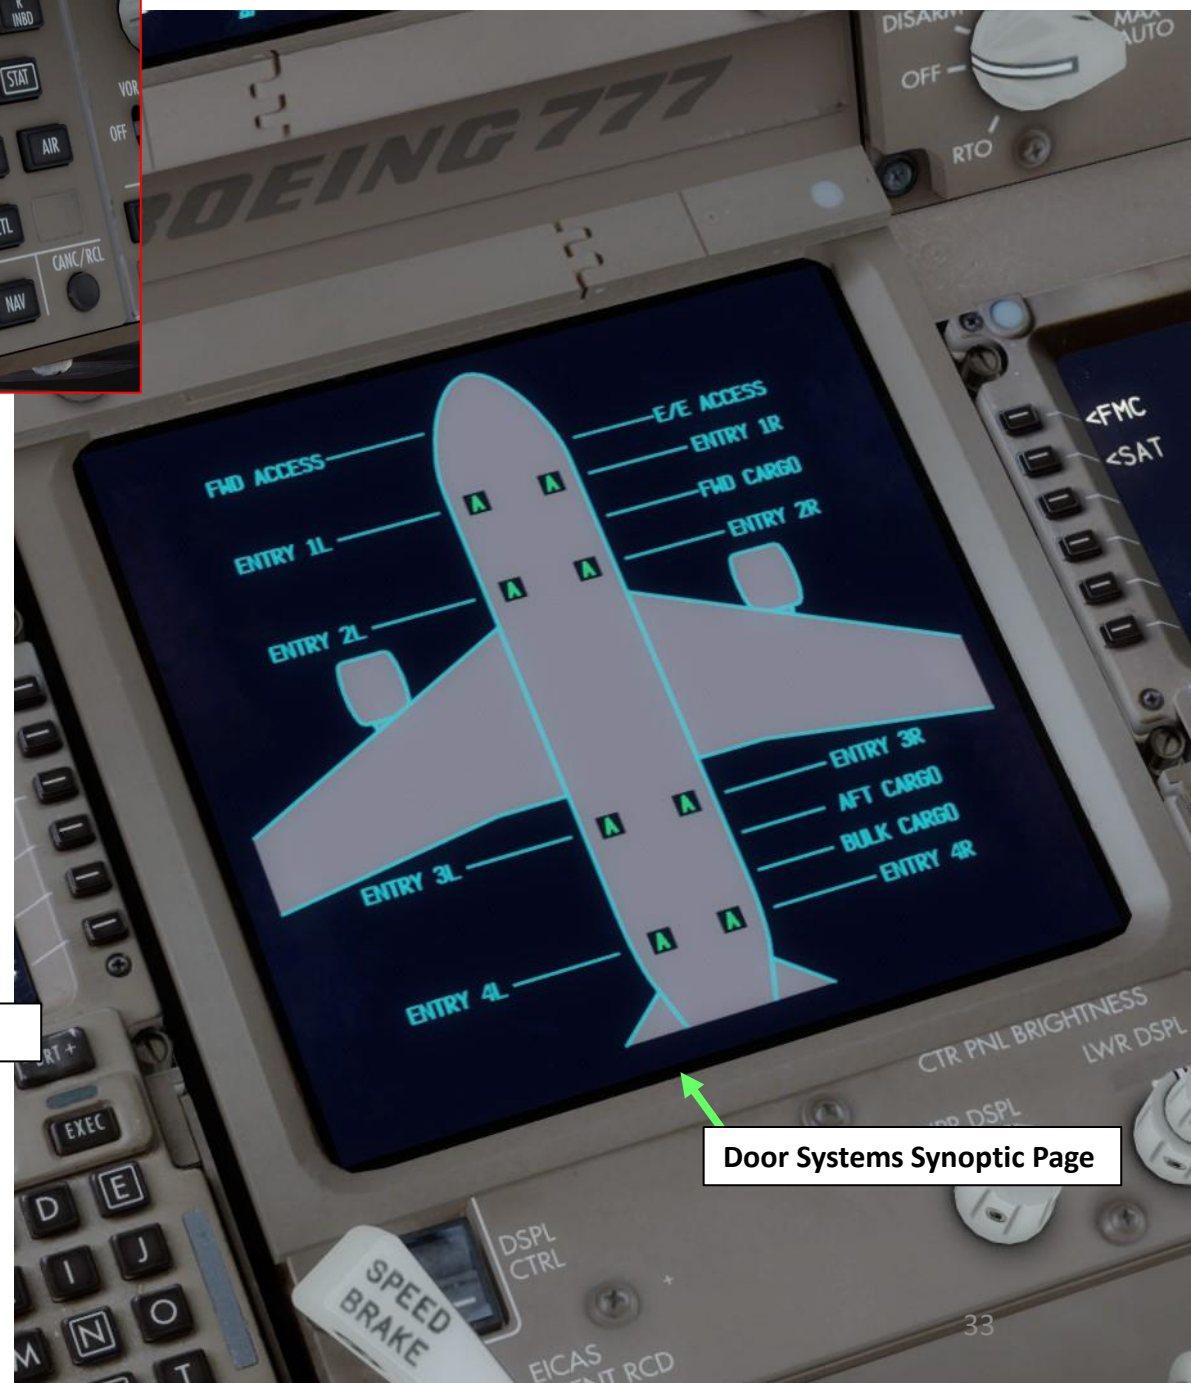 R
INBD
STAT
VOR
OFF
AIR
CANC/RCL
NAV
BOEING 777
DISARM
MAX
AUTO
OFF
RTO
FWD ACCESS
E/E ACCESS
ENTRY 1R
FWD CARGO
ENTRY 1L
ENTRY 2R
ENTRY 2L
A A
A A
A A
A A
<FMC
<SAT
ENTRY 3R
AFT CARGO
BULK CARGO
ENTRY 3L
ENTRY 4R
ENTRY 4L
CTR PNL BRIGHTNESS
LWR DSPL
DSPL
EXEC
Door Systems Synoptic Page
D E
I J
M N O
T
DSPL
CTRL
SPEED
BRAKE
EICAS
RCD
33